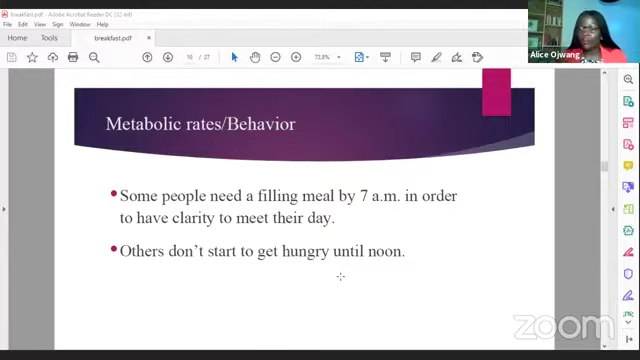 breakfast.pdf - Adobe Acrobat Reader DC (32-bit)
File Edit View Sign Window Help
Home Tools breakfast.pdf ×
10 / 27 72.8%
Alice Ojwang
Metabolic rates/Behavior
Some people need a filling meal by 7 a.m. in order
to have clarity to meet their day.
Others don't start to get hungry until noon.
zoom